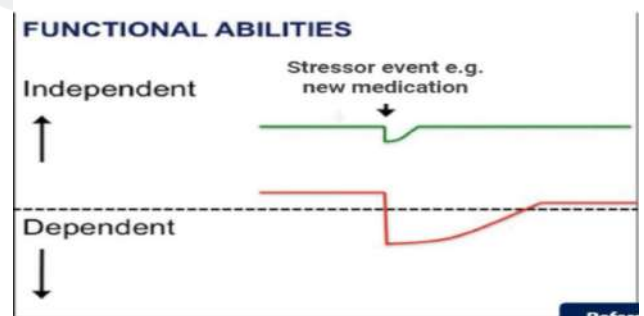 FUNCTIONAL ABILITIES
Stressor event e.g.
new medication
Independent
Dependent